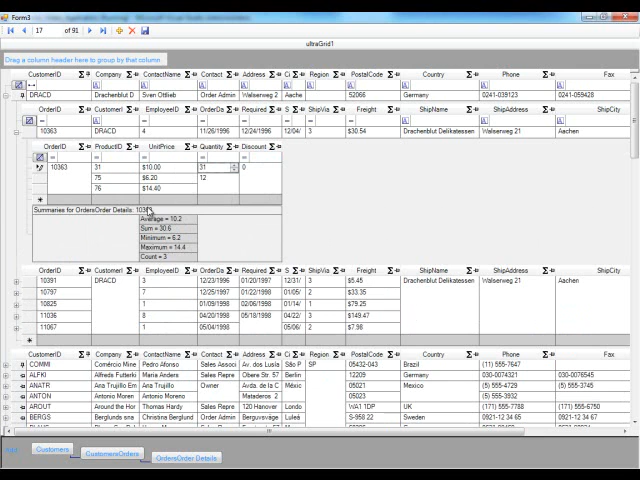 Form3
17 of 91
ultraGrid1
Drag a column header here to group by that column.
CustomerID Company ContactName Contact Address Ci Region PostalCode Country Phone Fax
DRACD Drachenblut D Sven Ottlieb Order Admin Walserweg 2 Aache 52066 Germany 0241-039123 0241-059428
OrderID CustomerI EmployeeID OrderDa Required S ShipVia Freight ShipName ShipAddress ShipCity
10363 DRACD 4 11/26/1996 12/24/1996 12/04/ 3 $30.54 Drachenblut Delikatessen Walserweg 21 Aachen
OrderID ProductID UnitPrice Quantity Discount
10363 31 $10.00 31 0
75 $6.20 12
76 $14.40
Summaries for OrdersOrder Details: 1036
Average = 10.2
Sum = 30.6
Minimum = 6.2
Maximum = 14.4
Count = 3
OrderID CustomerI EmployeeID OrderDa Required S ShipVia Freight ShipName ShipAddress ShipCity
10391 DRACD 3 12/23/1996 01/20/199? 12/31/ 3 $5.45 Drachenblut Delikatessen Walserweg 21 Aachen
10797 7 12/25/1997 01/22/1998 01/05/ 2 $33.35
10825 1 01/09/1998 02/06/1998 01/14/ 1 $79.25
11036 8 04/20/1998 05/18/1998 04/22/ 3 $149.47
11067 1 05/04/1998 05/06/ 2 $7.98
CustomerID Company ContactName Contact Address Ci Region PostalCode Country Phone Fax
COMMI Comércio Mine Pedro Afonso Sales Associ Av. dos Lusía São P SP 05432-043 Brazil (11) 555-7647
ALFKI Alfreds Futterki Maria Anders Sales Repre Obere Str. 57 Berlin 12209 Germany 030-0074321 030-0076545
ANATR Ana Trujillo Em Ana Trujillo Owner Avda. de la C Méxic 05021 Mexico (5) 555-4729 (5) 555-3745
ANTON Antonio Moren Antonio Moreno Mataderos 2 05023 (5) 555-3932
AROUT Around the Hor Thomas Hardy Sales Repre 120 Hanover Londo WA1 1DP UK (171) 555-7788 (171) 555-6750
BERGS Berglunds sna Christina Berglund Order Admin Berguvsväge Luleå S-958 22 Sweden 0921-12 34 65 0921-12 34 67
Add Customers
CustomersOrders
OrdersOrder Details